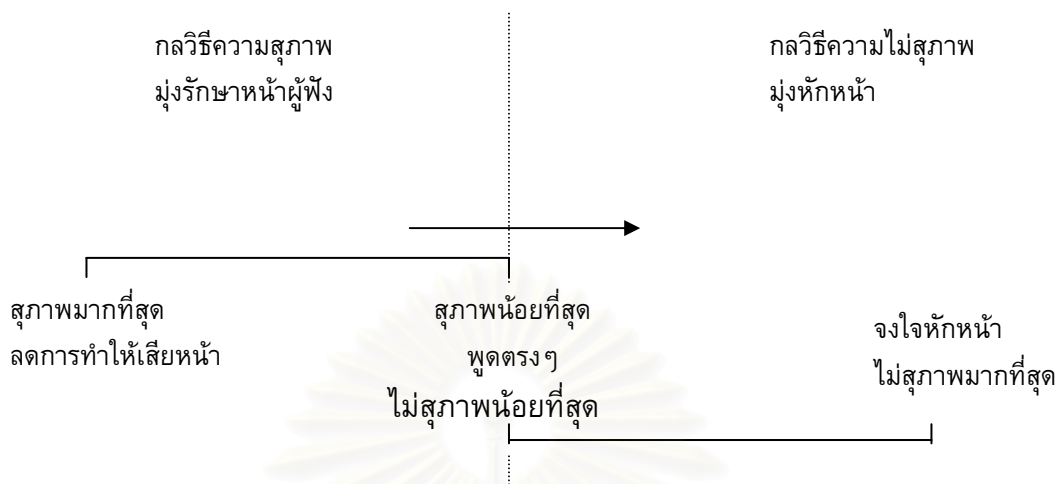 กลวิธีความสุภาพ
มุ่งรักษาหน้าผู้ฟัง
กลวิธีความไม่สุภาพ
มุ่งหักหน้า
สุภาพมากที่สุด
ลดการทำให้เสียหน้า
สุภาพน้อยที่สุด
พูดตรงๆ
ไม่สุภาพน้อยที่สุด
จงใจหักหน้า
ไม่สุภาพมากที่สุด